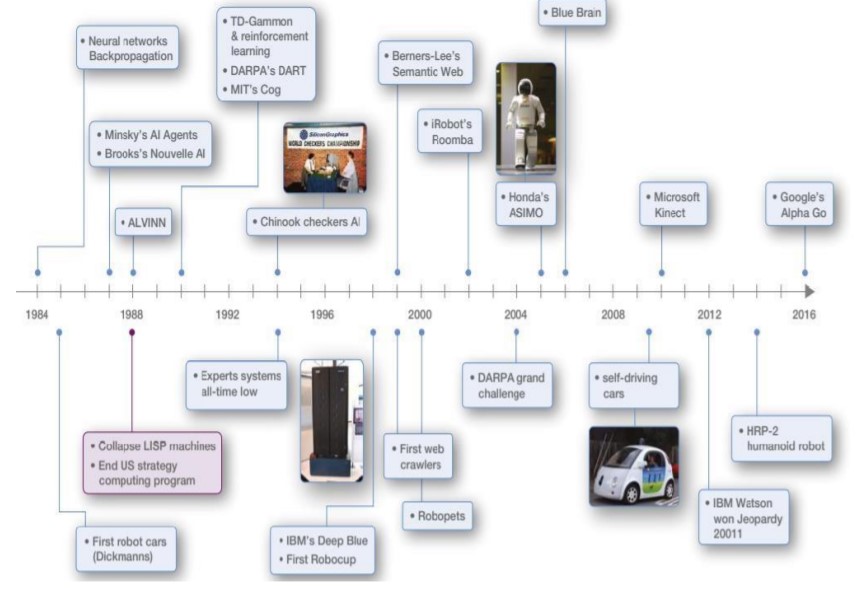 • Blue Brain
• TD-Gammon
& reinforcement
learning
• DARPA's DART
• MIT's Cog
• Neural networks
Backpropagation
• Berners-Lee's
Semantic Web
• Minsky's AI Agents
• Brooks's Nouvelle AI
• iRobot's
Roomba
SiliconGraphics
WORLD CHECKERS CHAMPIONSHIP
• ALVINN
• Chinook checkers AI
• Honda's
ASIMO
• Microsoft
Kinect
• Google's
Alpha Go
1984
1988
1992
1996
2000
2004
2008
2012
2016
• Experts systems
all-time low
• DARPA grand
challenge
• self-driving
cars
• Collapse LISP machines
• End US strategy
computing program
• First web
crawlers
• HRP-2
humanoid robot
• Robopets
• IBM Watson
won Jeopardy
20011
• First robot cars
(Dickmanns)
• IBM's Deep Blue
• First Robocup